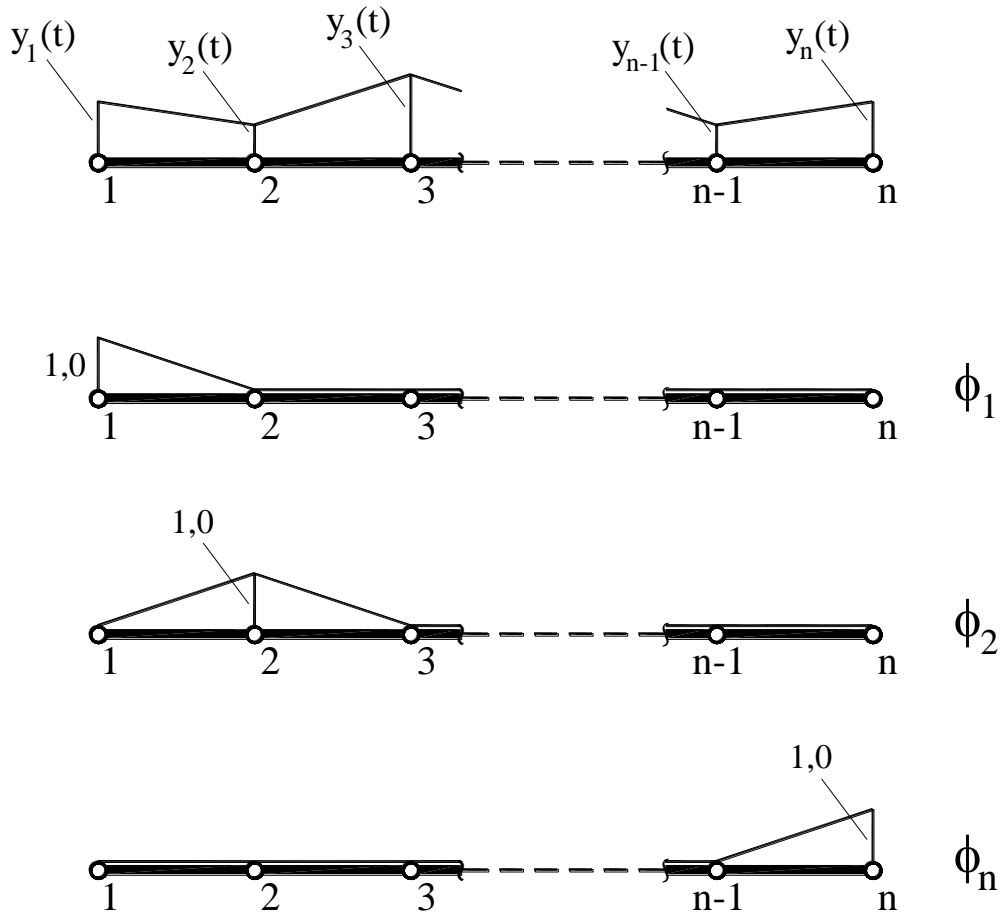 y₁(t) y₂(t) y₃(t) yₙ₋₁(t) yₙ(t)
1 2 3 n-1 n
1,0
1 2 3 n-1 n ϕ₁
1,0
1 2 3 n-1 n ϕ₂
1,0
1 2 3 n-1 n ϕₙ